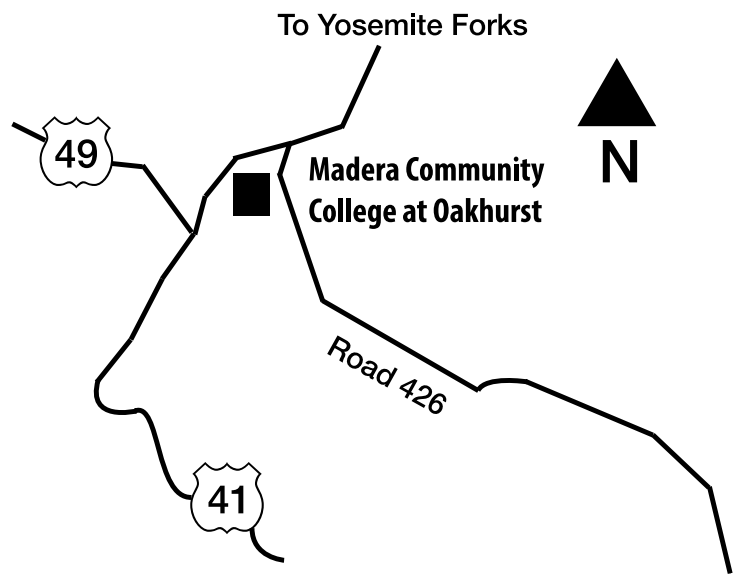 To Yosemite Forks
49
N
Madera Community
College at Oakhurst
Road 426
41